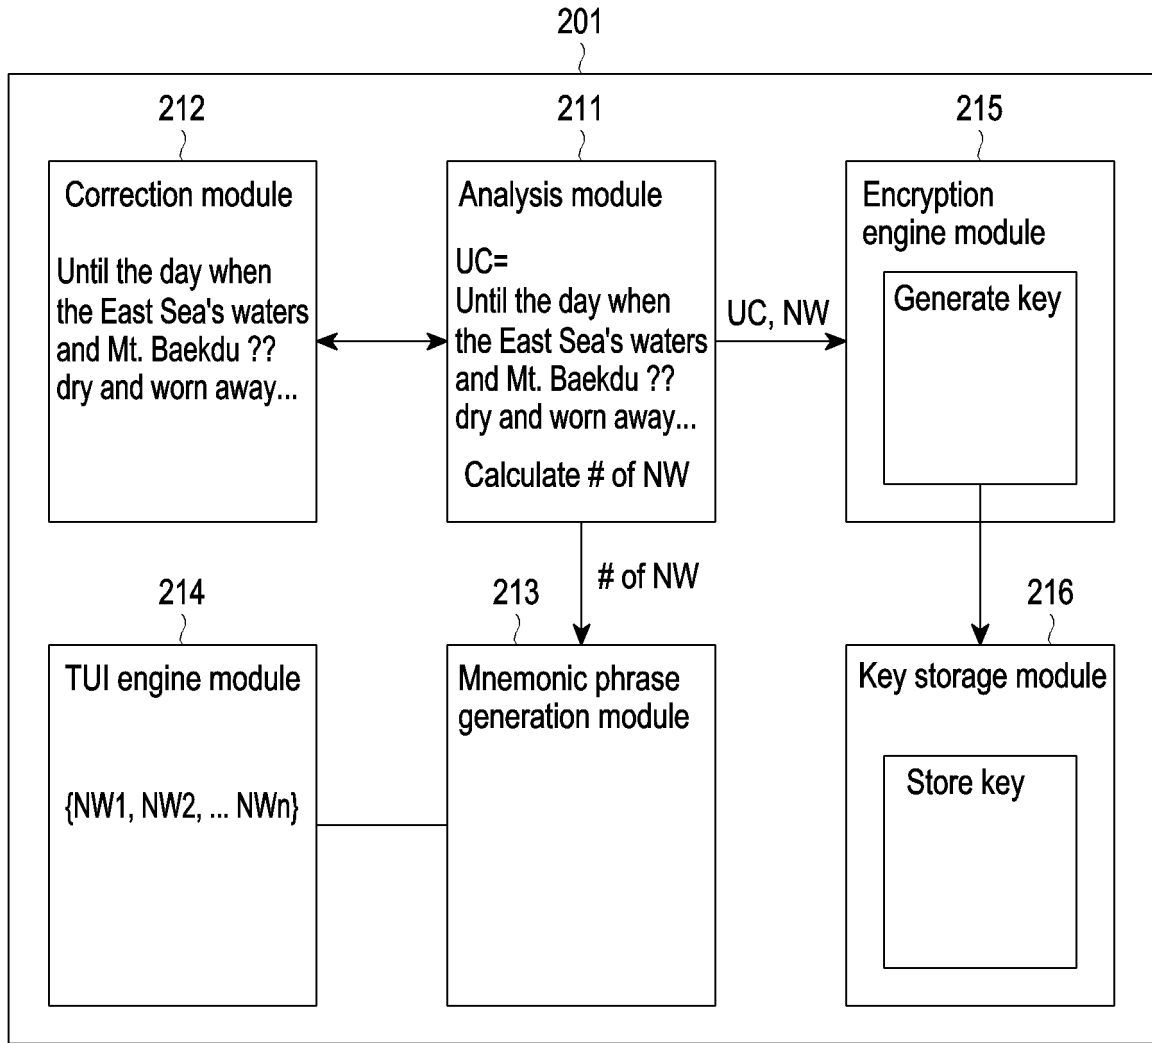 201
212
Correction module
Until the day when
the East Sea's waters
and Mt. Baekdu ??
dry and worn away...
211
Analysis module
UC=
Until the day when
the East Sea's waters
and Mt. Baekdu ??
dry and worn away...
Calculate # of NW
UC, NW
215
Encryption
engine module
Generate key
# of NW
214
TUI engine module
{NW1, NW2, ... NWn}
213
Mnemonic phrase
generation module
216
Key storage module
Store key